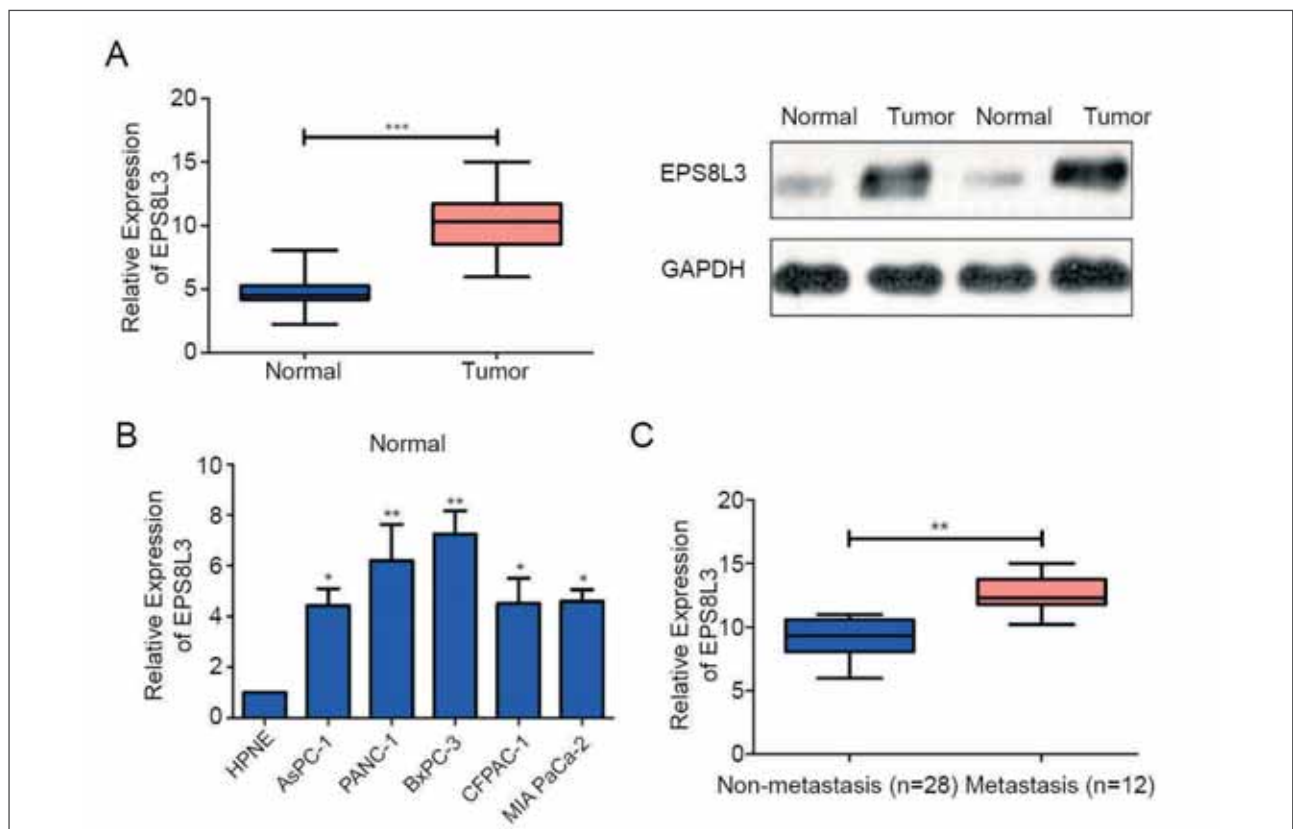 A
Relative Expression
of EPS8L3
20
15
10
5
0
***
Normal
Tumor
Normal Tumor Normal Tumor
EPS8L3
GAPDH
B
Normal
Relative Expression
of EPS8L3
10
8
6
4
2
0
* ** ** * *
HPNE
AsPC-1
PANC-1
BxPC-3
CFPAC-1
MIA PaCa-2
C
Relative Expression
of EPS8L3
20
15
10
5
0
**
Non-metastasis (n=28) Metastasis (n=12)